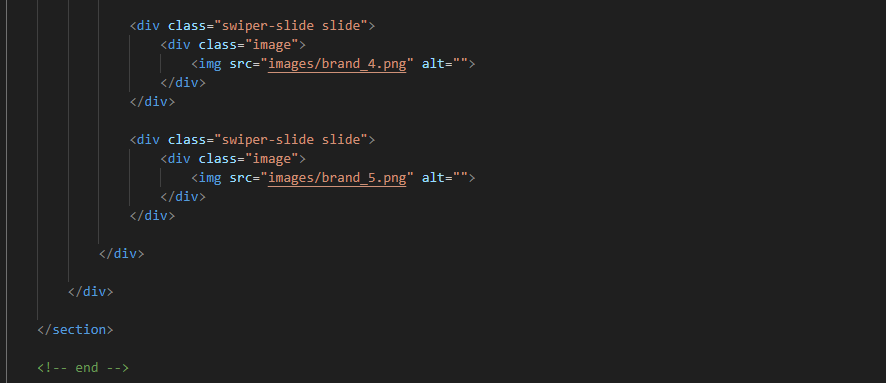 <div class="swiper-slide slide">
<div class="image">
<img src="images/brand_4.png" alt="">
</div>
</div>
<div class="swiper-slide slide">
<div class="image">
<img src="images/brand_5.png" alt="">
</div>
</div>
</div>
</div>
</section>
<!-- end -->